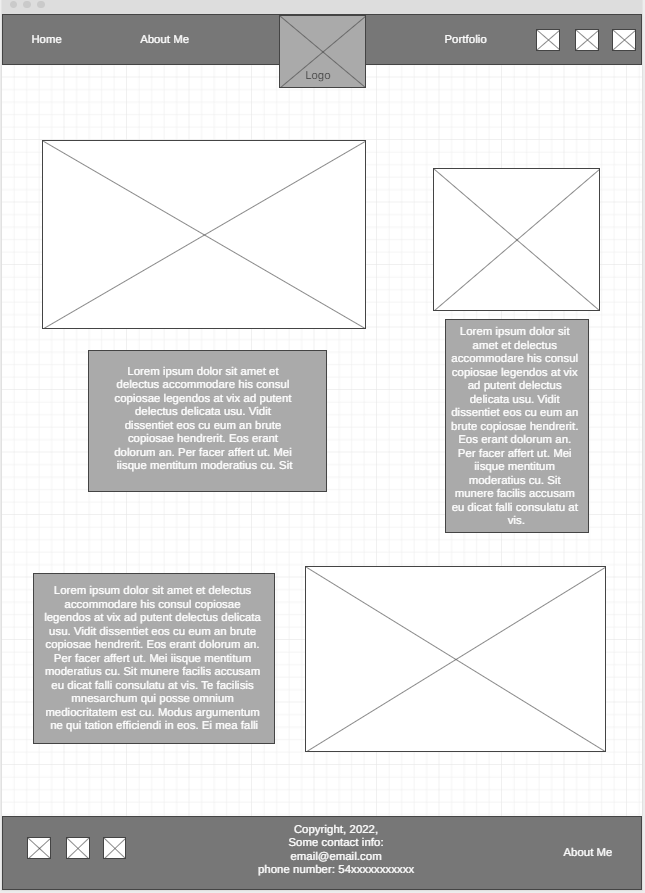 Home
About Me
Logo
Portfolio
Lorem ipsum dolor sit amet et
delectus accommodare his consul
copiosae legendos at vix ad putent
delectus delicata usu. Vidit
dissentiet eos cu eum an brute
copiosae hendrerit. Eos erant
dolorum an. Per facer affert ut. Mei
iisque mentitum moderatius cu. Sit
Lorem ipsum dolor sit
amet et delectus
accommodare his consul
copiosae legendos at vix
ad putent delectus
delicata usu. Vidit
dissentiet eos cu eum an
brute copiosae hendrerit.
Eos erant dolorum an.
Per facer affert ut. Mei
iisque mentitum
moderatius cu. Sit
munere facilis accusam
eu dicat falli consulatu at
vis.
Lorem ipsum dolor sit amet et delectus
accommodare his consul copiosae
legendos at vix ad putent delectus delicata
usu. Vidit dissentiet eos cu eum an brute
copiosae hendrerit. Eos erant dolorum an.
Per facer affert ut. Mei iisque mentitum
moderatius cu. Sit munere facilis accusam
eu dicat falli consulatu at vis. Te facilisis
mnesarchum qui posse omnium
mediocritatem est cu. Modus argumentum
ne qui tation efficiendi in eos. Ei mea falli
Copyright, 2022,
Some contact info:
email@email.com
phone number: 54xxxxxxxxxxx
About Me